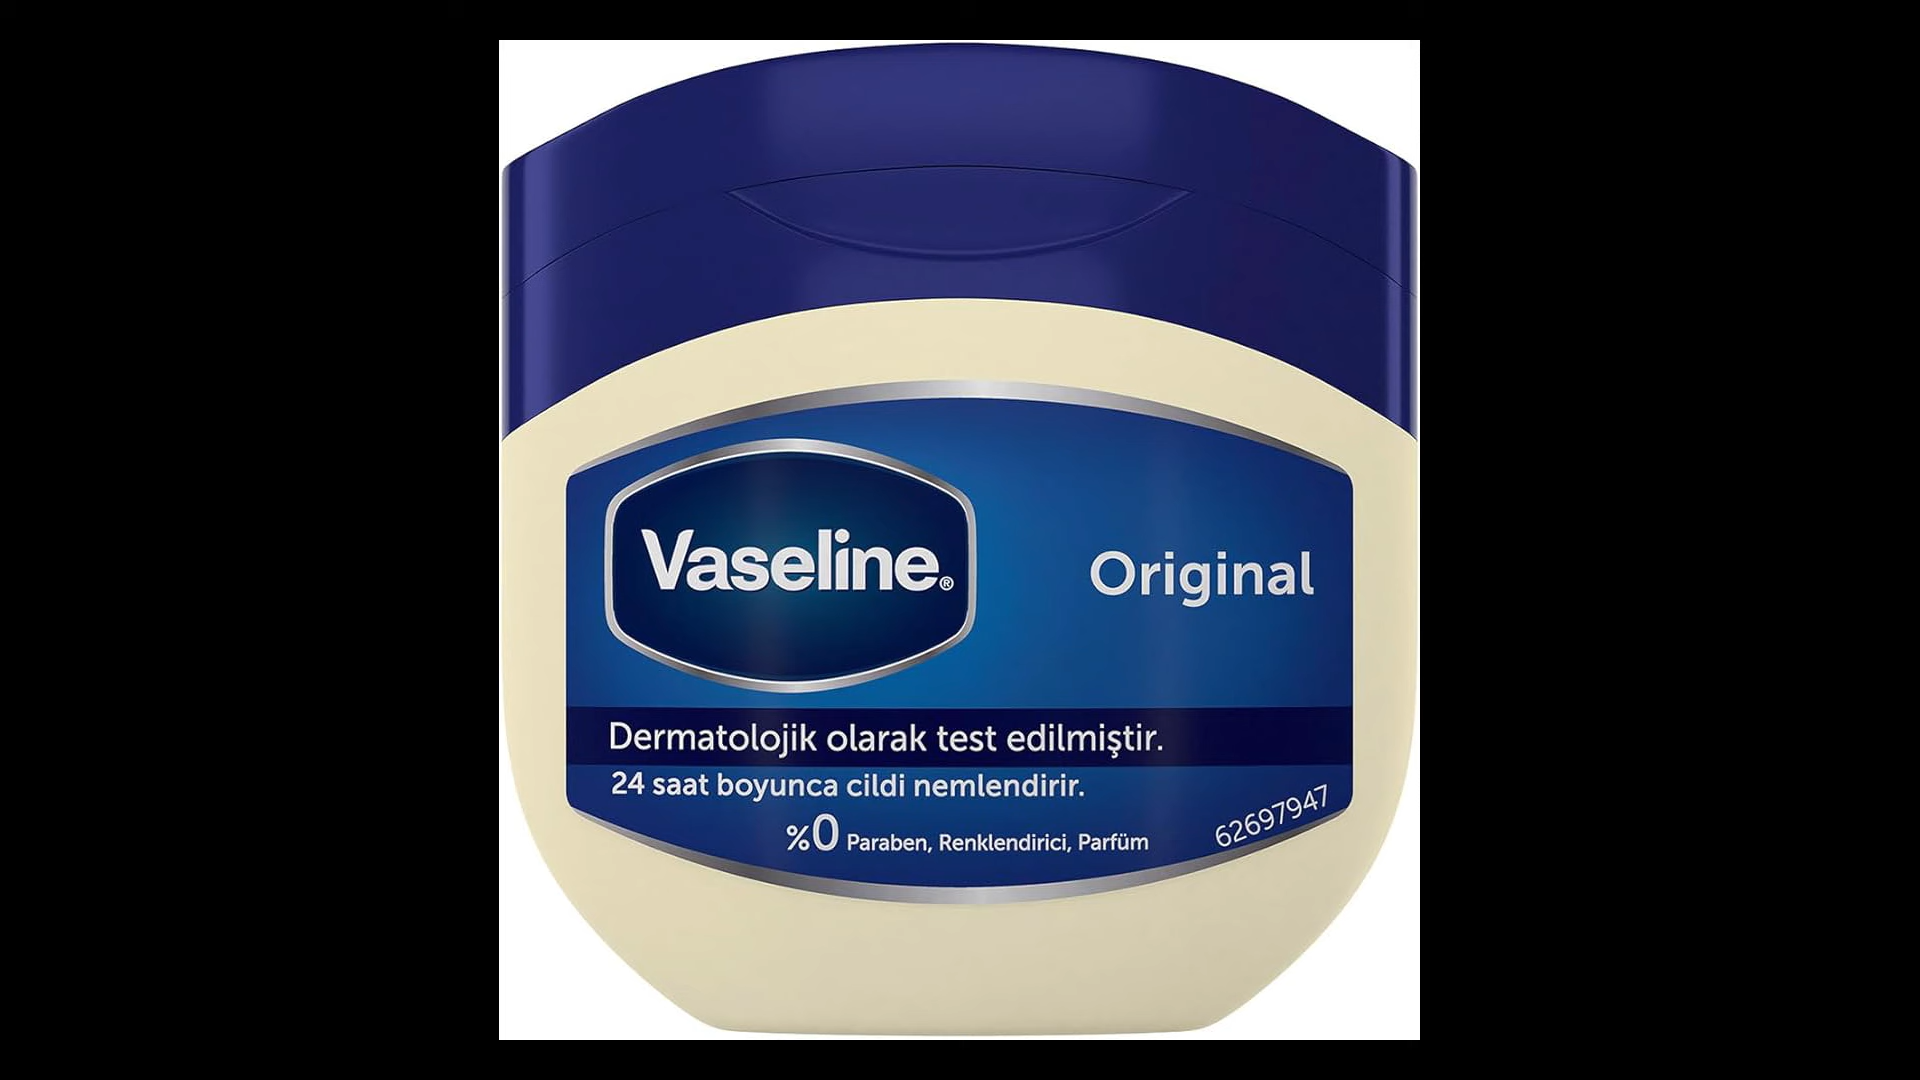 Vaseline®
Original
Dermatolojik olarak test edilmiştir.
24 saat boyunca cildi nemlendirir.
%0 Paraben, Renklendirici, Parfüm
62697947